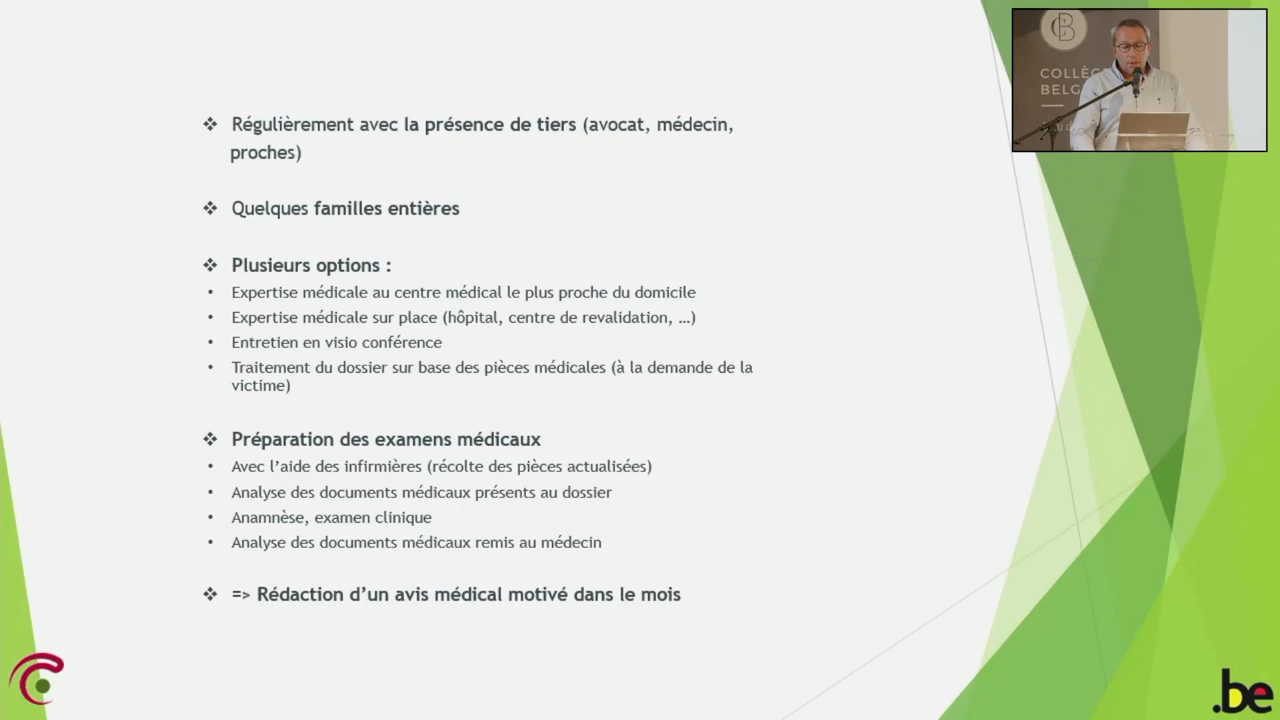 ❖ Régulièrement avec la présence de tiers (avocat, médecin,
proches)
❖ Quelques familles entières
❖ Plusieurs options :
• Expertise médicale au centre médical le plus proche du domicile
• Expertise médicale sur place (hôpital, centre de revalidation, …)
• Entretien en visio conférence
• Traitement du dossier sur base des pièces médicales (à la demande de la
victime)
❖ Préparation des examens médicaux
• Avec l’aide des infirmières (récolte des pièces actualisées)
• Analyse des documents médicaux présents au dossier
• Anamnèse, examen clinique
• Analyse des documents médicaux remis au médecin
❖ => Rédaction d’un avis médical motivé dans le mois
CB
COLLÈG
BELG
.be